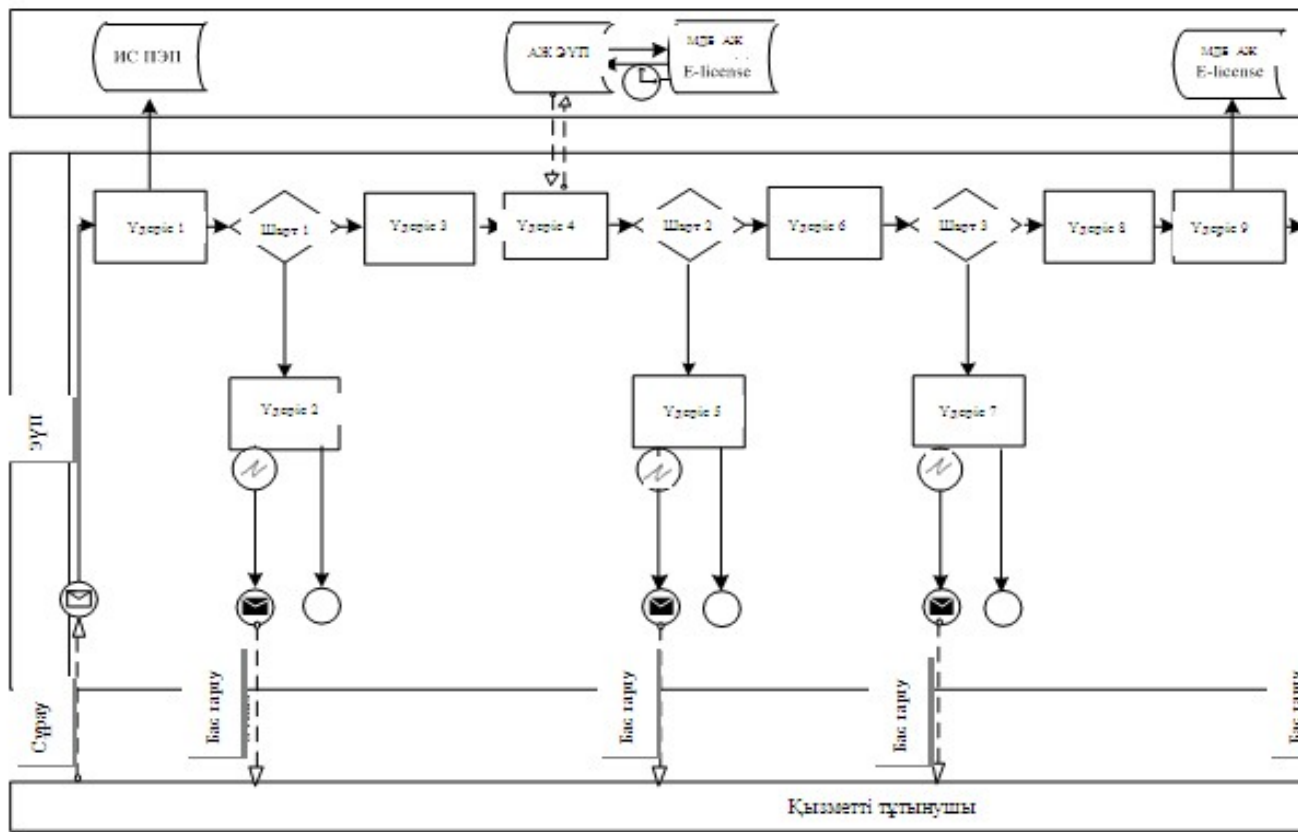 ИС ПЭП
АЖ ЭҮП
МДБ АЖ
E-license
МДБ АЖ
E-license
Үдеріс 1
Шарт 1
Үдеріс 3
Үдеріс 4
Шарт 2
Үдеріс 6
Шарт 3
Үдеріс 8
Үдеріс 9
Үдеріс 2
Үдеріс 5
Үдеріс 7
ЭҮП
Сұрау
Бас тарту
Бас тарту
Бас тарту
Бас тарту
Қызметті тұтынушы